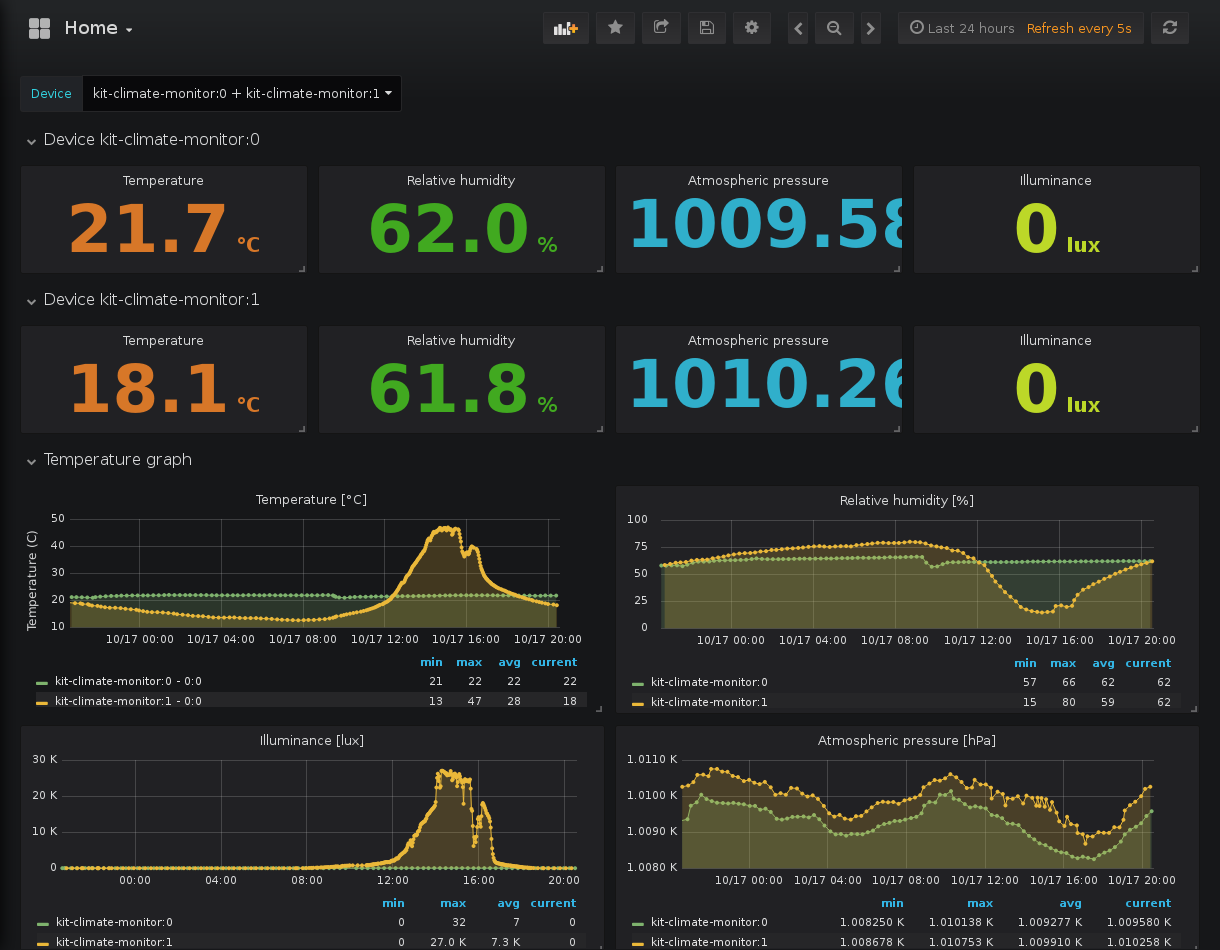 Home
Last 24 hours Refresh every 5s
Device kit-climate-monitor:0 + kit-climate-monitor:1
Device kit-climate-monitor:0
Temperature Relative humidity Atmospheric pressure Illuminance
21.7 °C 62.0 % 1009.58 0 lux
Device kit-climate-monitor:1
Temperature Relative humidity Atmospheric pressure Illuminance
18.1 °C 61.8 % 1010.26 0 lux
Temperature graph
Temperature [°C]
Temperature (C)
50
40
30
20
10
10/17 00:00 10/17 04:00 10/17 08:00 10/17 12:00 10/17 16:00 10/17 20:00
min max avg current
kit-climate-monitor:0 - 0:0 21 22 22 22
kit-climate-monitor:1 - 0:0 13 47 28 18
Relative humidity [%]
100
75
50
25
0
10/17 00:00 10/17 04:00 10/17 08:00 10/17 12:00 10/17 16:00 10/17 20:00
min max avg current
kit-climate-monitor:0 57 66 62 62
kit-climate-monitor:1 15 80 59 62
Illuminance [lux]
30 K
20 K
10 K
0
00:00 04:00 08:00 12:00 16:00 20:00
min max avg current
kit-climate-monitor:0 0 32 7 0
kit-climate-monitor:1 0 27.0 K 7.3 K 0
Atmospheric pressure [hPa]
1.0110 K
1.0100 K
1.0090 K
1.0080 K
10/17 00:00 10/17 04:00 10/17 08:00 10/17 12:00 10/17 16:00 10/17 20:00
min max avg current
kit-climate-monitor:0 1.008250 K 1.010138 K 1.009277 K 1.009580 K
kit-climate-monitor:1 1.008678 K 1.010753 K 1.009910 K 1.010258 K